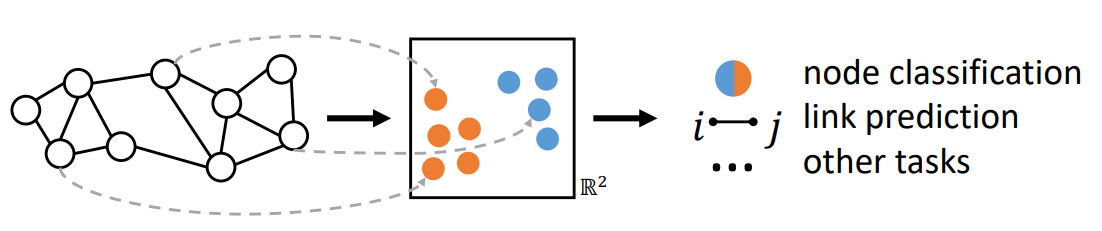 ℝ²
node classification
i j link prediction
... other tasks